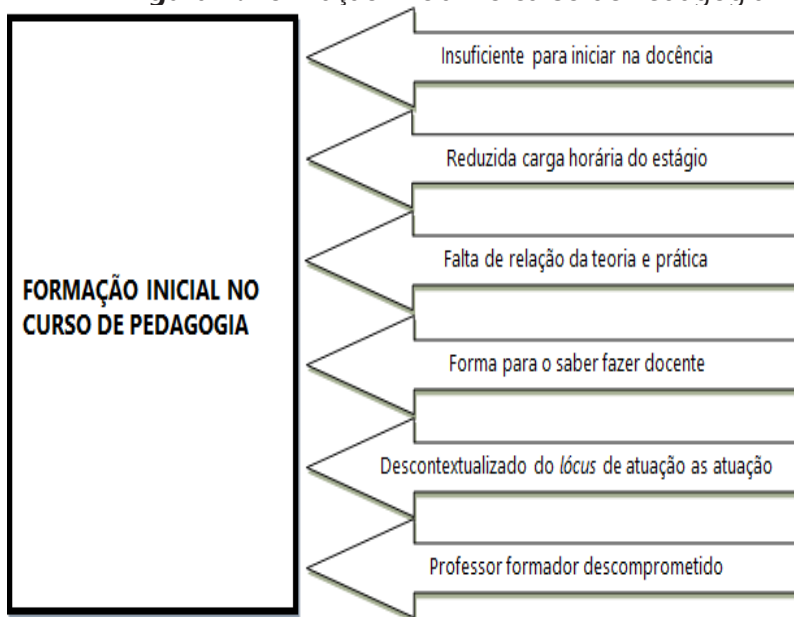 Insuficiente para iniciar na docência
Reduzida carga horária do estágio
Falta de relação da teoria e prática
FORMAÇÃO INICIAL NO
CURSO DE PEDAGOGIA
Forma para o saber fazer docente
Descontextualizado do lócus de atuação as atuação
Professor formador descomprometido